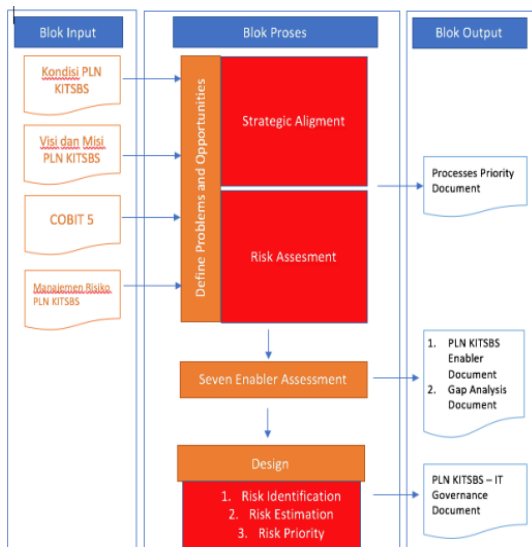 Blok Input
Blok Proses
Blok Output
Kondisi PLN
KITSBS
Visi dan Misi
PLN KITSBS
COBIT 5
Manajemen Risiko
PLN KITSBS
Define Problems and Opportunities
Strategic Aligment
Risk Assesment
Processes Priority
Document
Seven Enabler Assessment
1. PLN KITSBS
Enabler
Document
2. Gap Analysis
Document
Design
1. Risk Identification
2. Risk Estimation
3. Risk Priority
PLN KITSBS – IT
Governance
Document